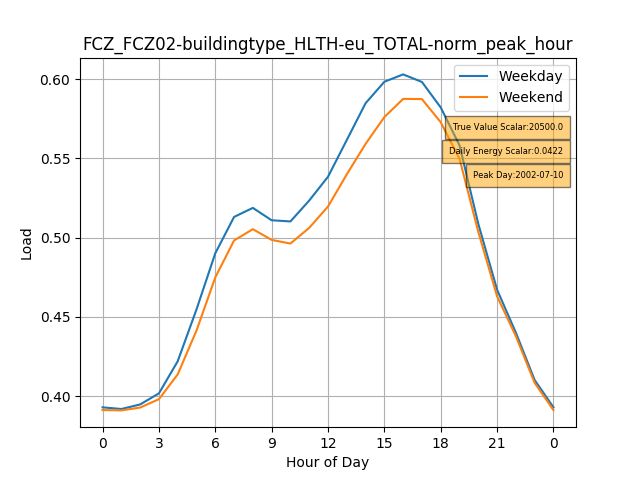 FCZ_FCZ02-buildingtype_HLTH-eu_TOTAL-norm_peak_hour
Weekday
Weekend
True Value Scalar:20500.0
Daily Energy Scalar:0.0422
Peak Day:2002-07-10
Load
0.60
0.55
0.50
0.45
0.40
0 3 6 9 12 15 18 21 0
Hour of Day